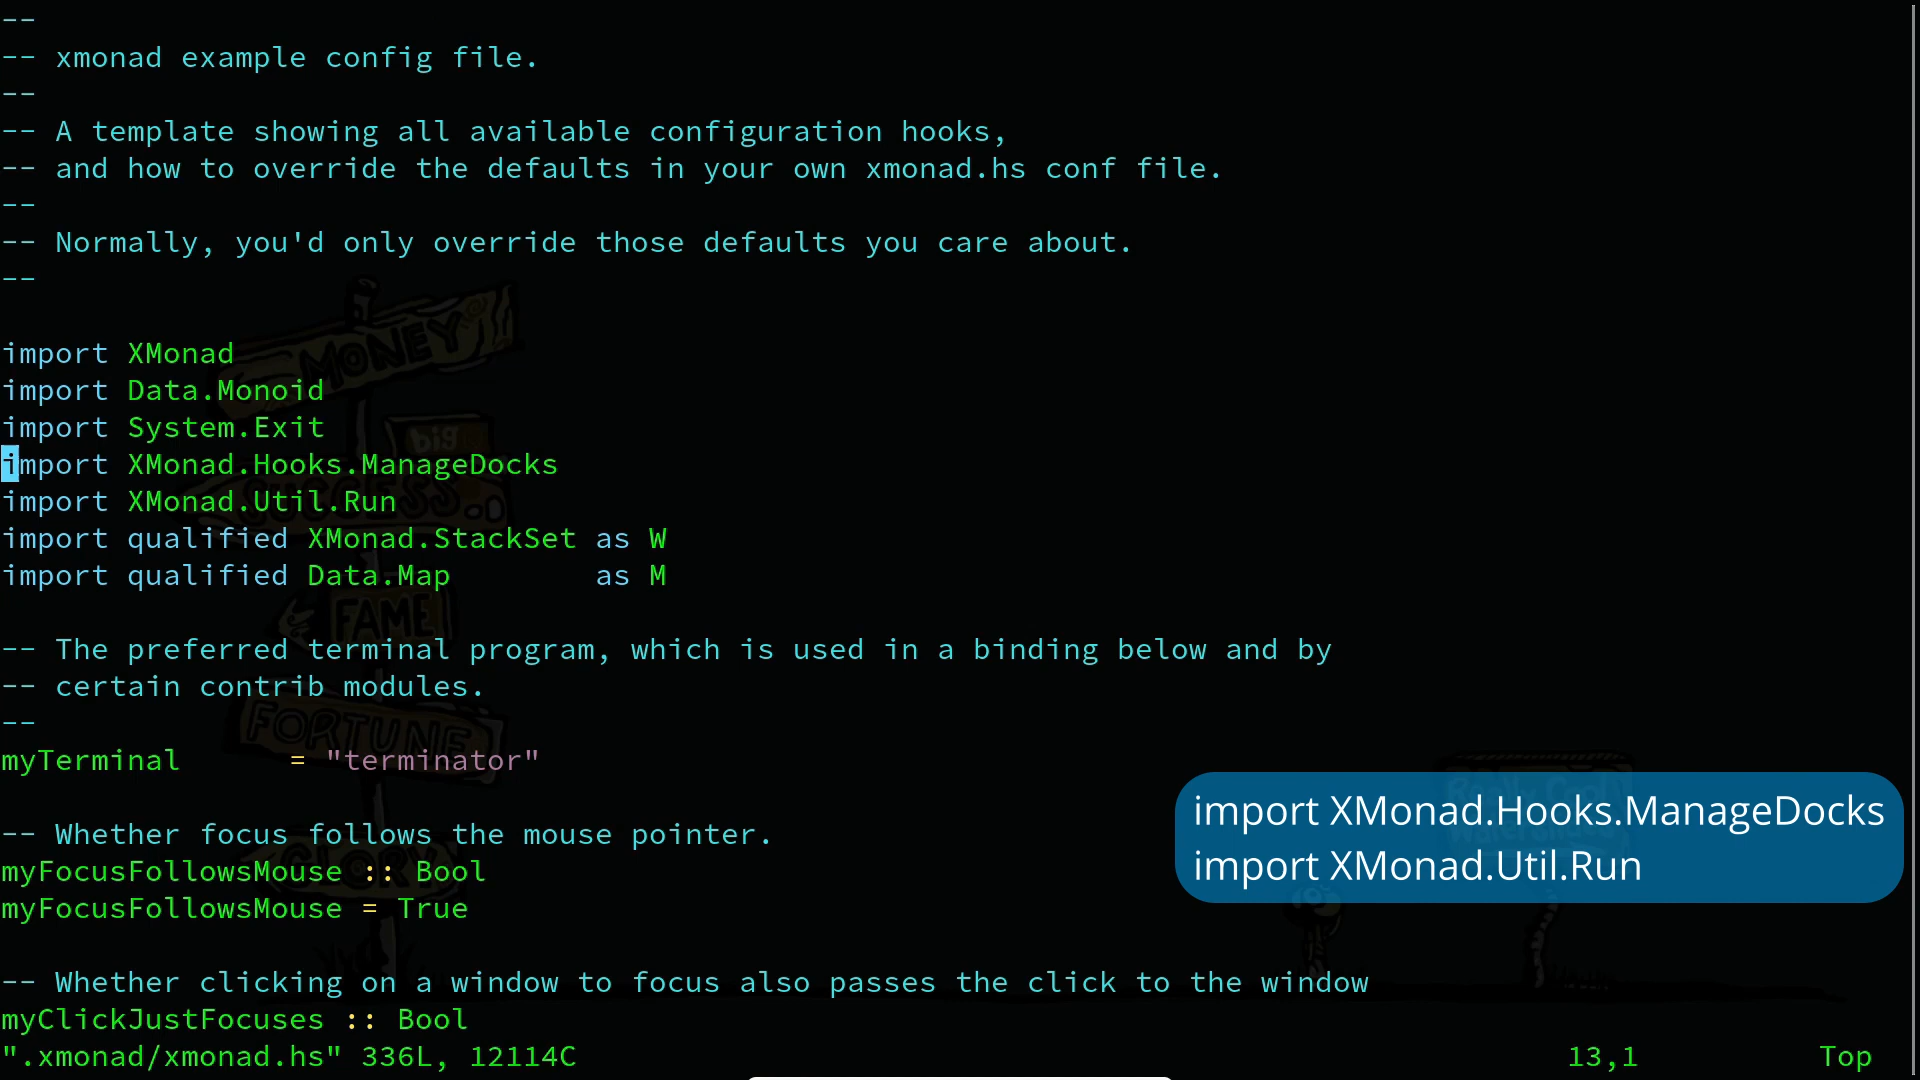 --
-- xmonad example config file.
--
-- A template showing all available configuration hooks,
-- and how to override the defaults in your own xmonad.hs conf file.
--
-- Normally, you'd only override those defaults you care about.
--
import XMonad
import Data.Monoid
import System.Exit
import XMonad.Hooks.ManageDocks
import XMonad.Util.Run
import qualified XMonad.StackSet as W
import qualified Data.Map        as M
-- The preferred terminal program, which is used in a binding below and by
-- certain contrib modules.
--
myTerminal      = "terminator"
-- Whether focus follows the mouse pointer.
myFocusFollowsMouse :: Bool
myFocusFollowsMouse = True
-- Whether clicking on a window to focus also passes the click to the window
myClickJustFocuses :: Bool
".xmonad/xmonad.hs" 336L, 12114C
13,1
Top
import XMonad.Hooks.ManageDocks
import XMonad.Util.Run
MONEY
big
SUCCESS
FAME
FORTUNE
GLORY